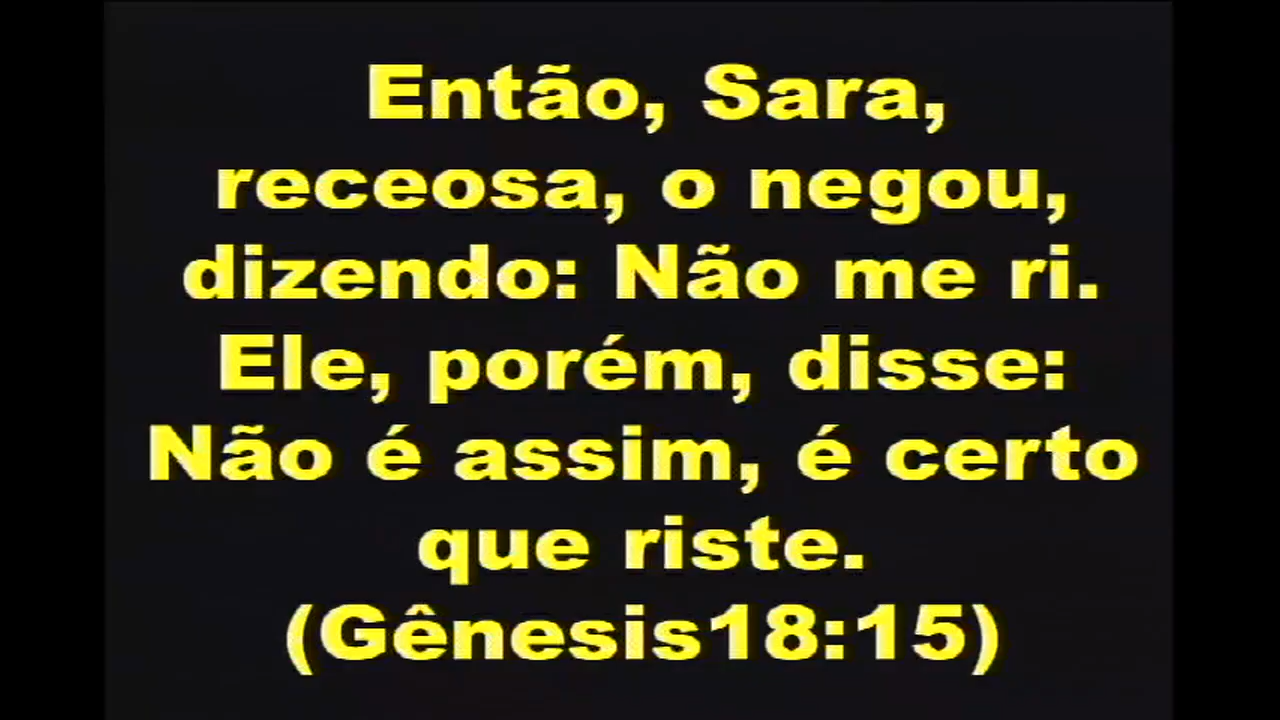 Então, Sara,
receosa, o negou,
dizendo: Não me ri.
Ele, porém, disse:
Não é assim, é certo
que riste.
(Gênesis18:15)